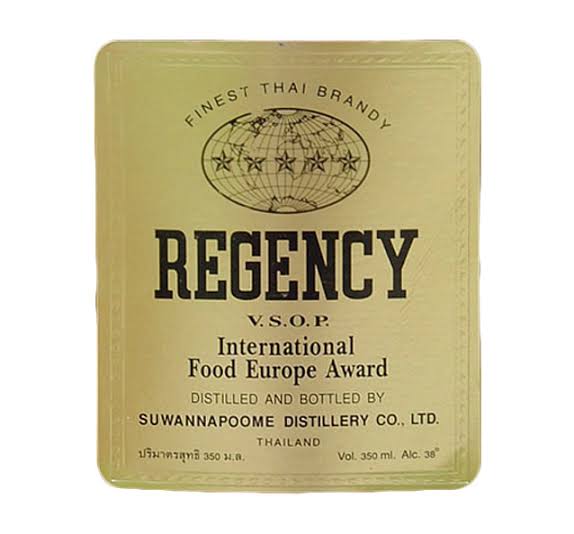 FINEST THAI BRANDY
REGENCY
V.S.O.P.
International
Food Europe Award
DISTILLED AND BOTTLED BY
SUWANNAPOOME DISTILLERY CO., LTD.
THAILAND
ปริมาตรสุทธิ 350 ม.ล. Vol. 350 ml. Alc. 38°